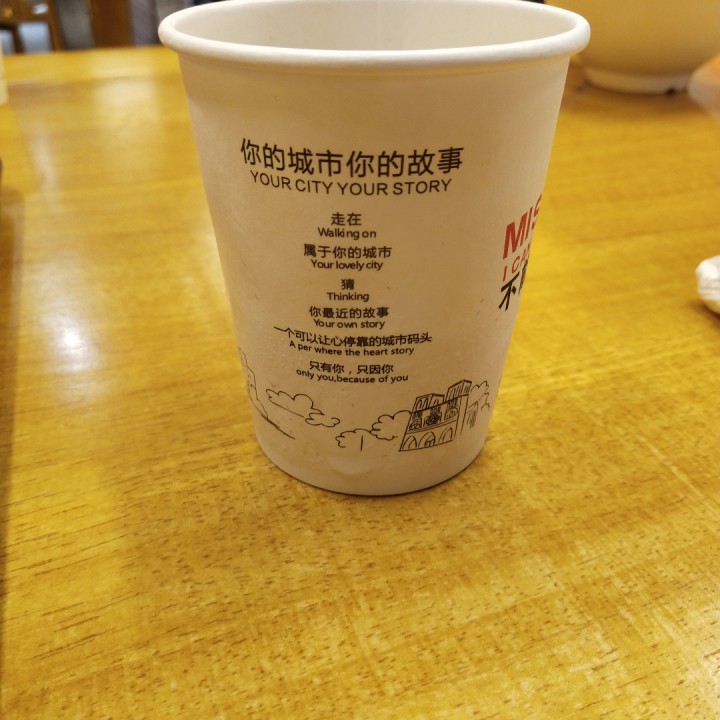 你的城市你的故事
YOUR CITY YOUR STORY
走在
Walking on
属于你的城市
Your lovely city
猜
Thinking
你最近的故事
Your own story
一个可以让心停靠的城市码头
A per where the heart story
只有你，只因你
only you,because of you
MIS
I CA
不